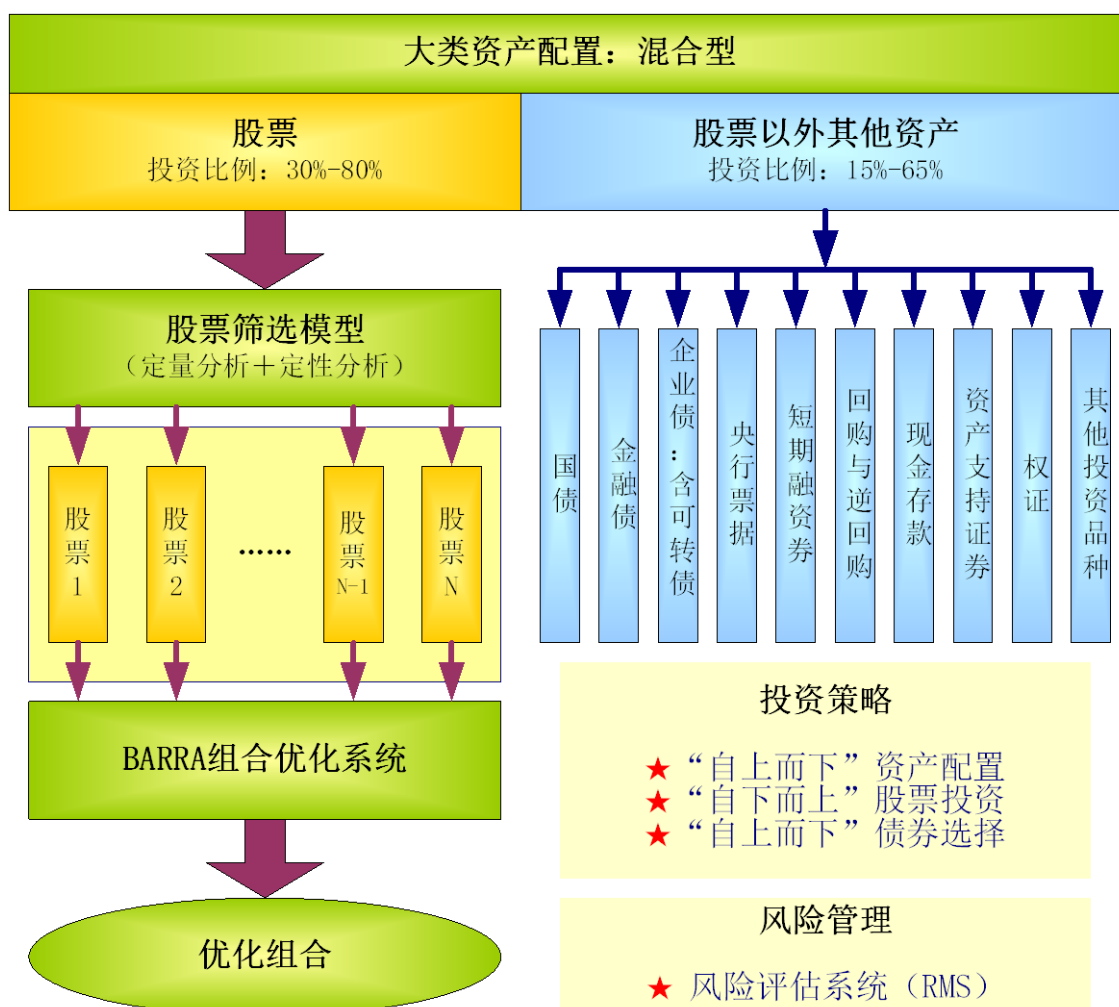 大类资产配置：混合型
股票
投资比例：30%-80%
股票以外其他资产
投资比例：15%-65%
股票筛选模型
（定量分析＋定性分析）
股票1
股票2
……
股票N-1
股票N
BARRA组合优化系统
优化组合
国债
金融债
企业债：含可转债
央行票据
短期融资券
回购与逆回购
现金存款
资产支持证券
权证
其他投资品种
投资策略
★ “自上而下”资产配置
★ “自下而上”股票投资
★ “自上而下”债券选择
风险管理
★ 风险评估系统（RMS）